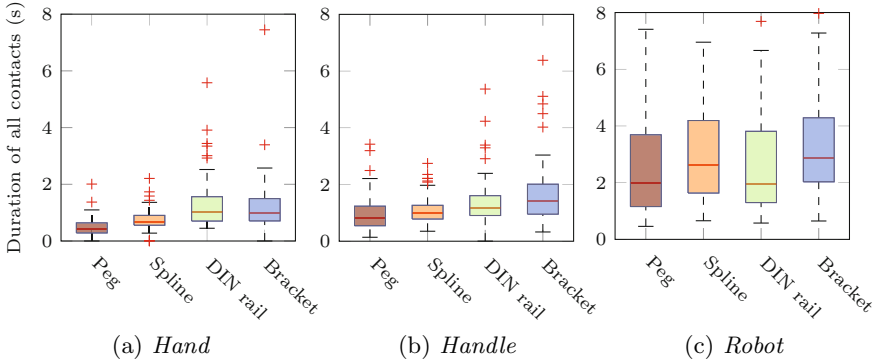 Duration of all contacts (s)
8
6
4
2
0
Peg
Spline
DIN rail
Bracket
(a) Hand
8
6
4
2
0
Peg
Spline
DIN rail
Bracket
(b) Handle
8
6
4
2
0
Peg
Spline
DIN rail
Bracket
(c) Robot